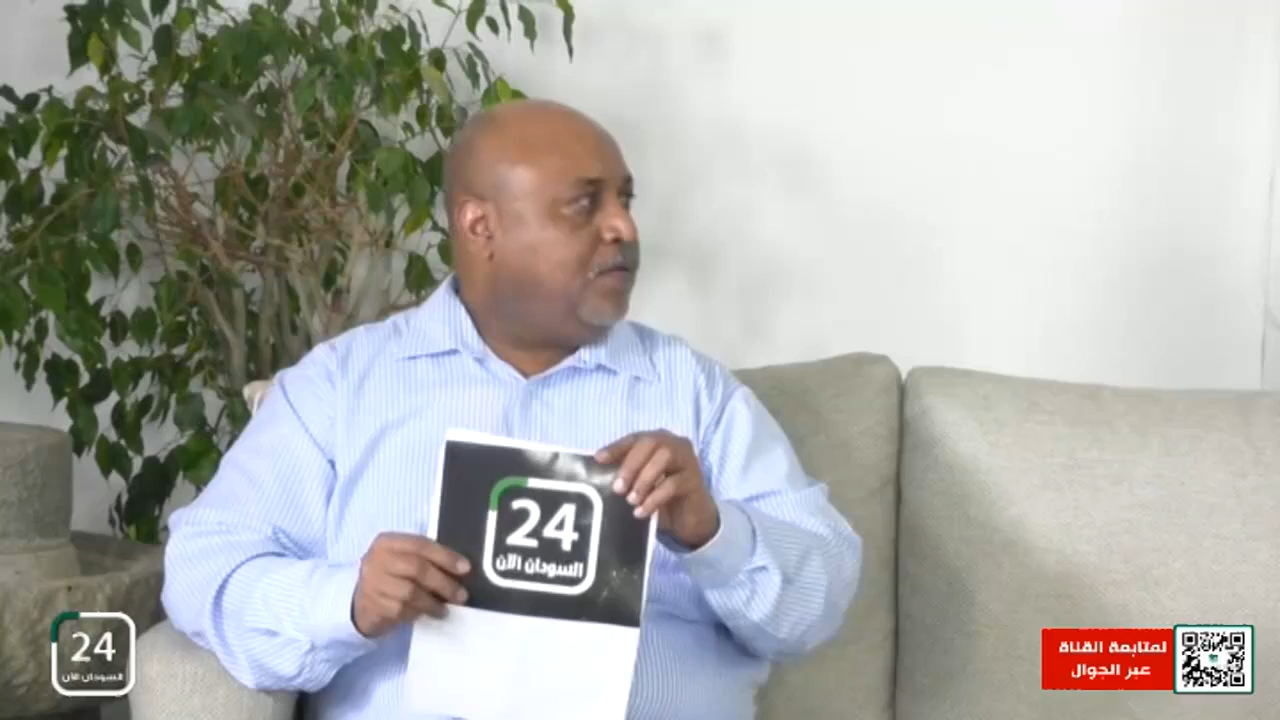 24
السودان الآن
24
السودان الآن
لمتابعة القناة
عبر الجوال